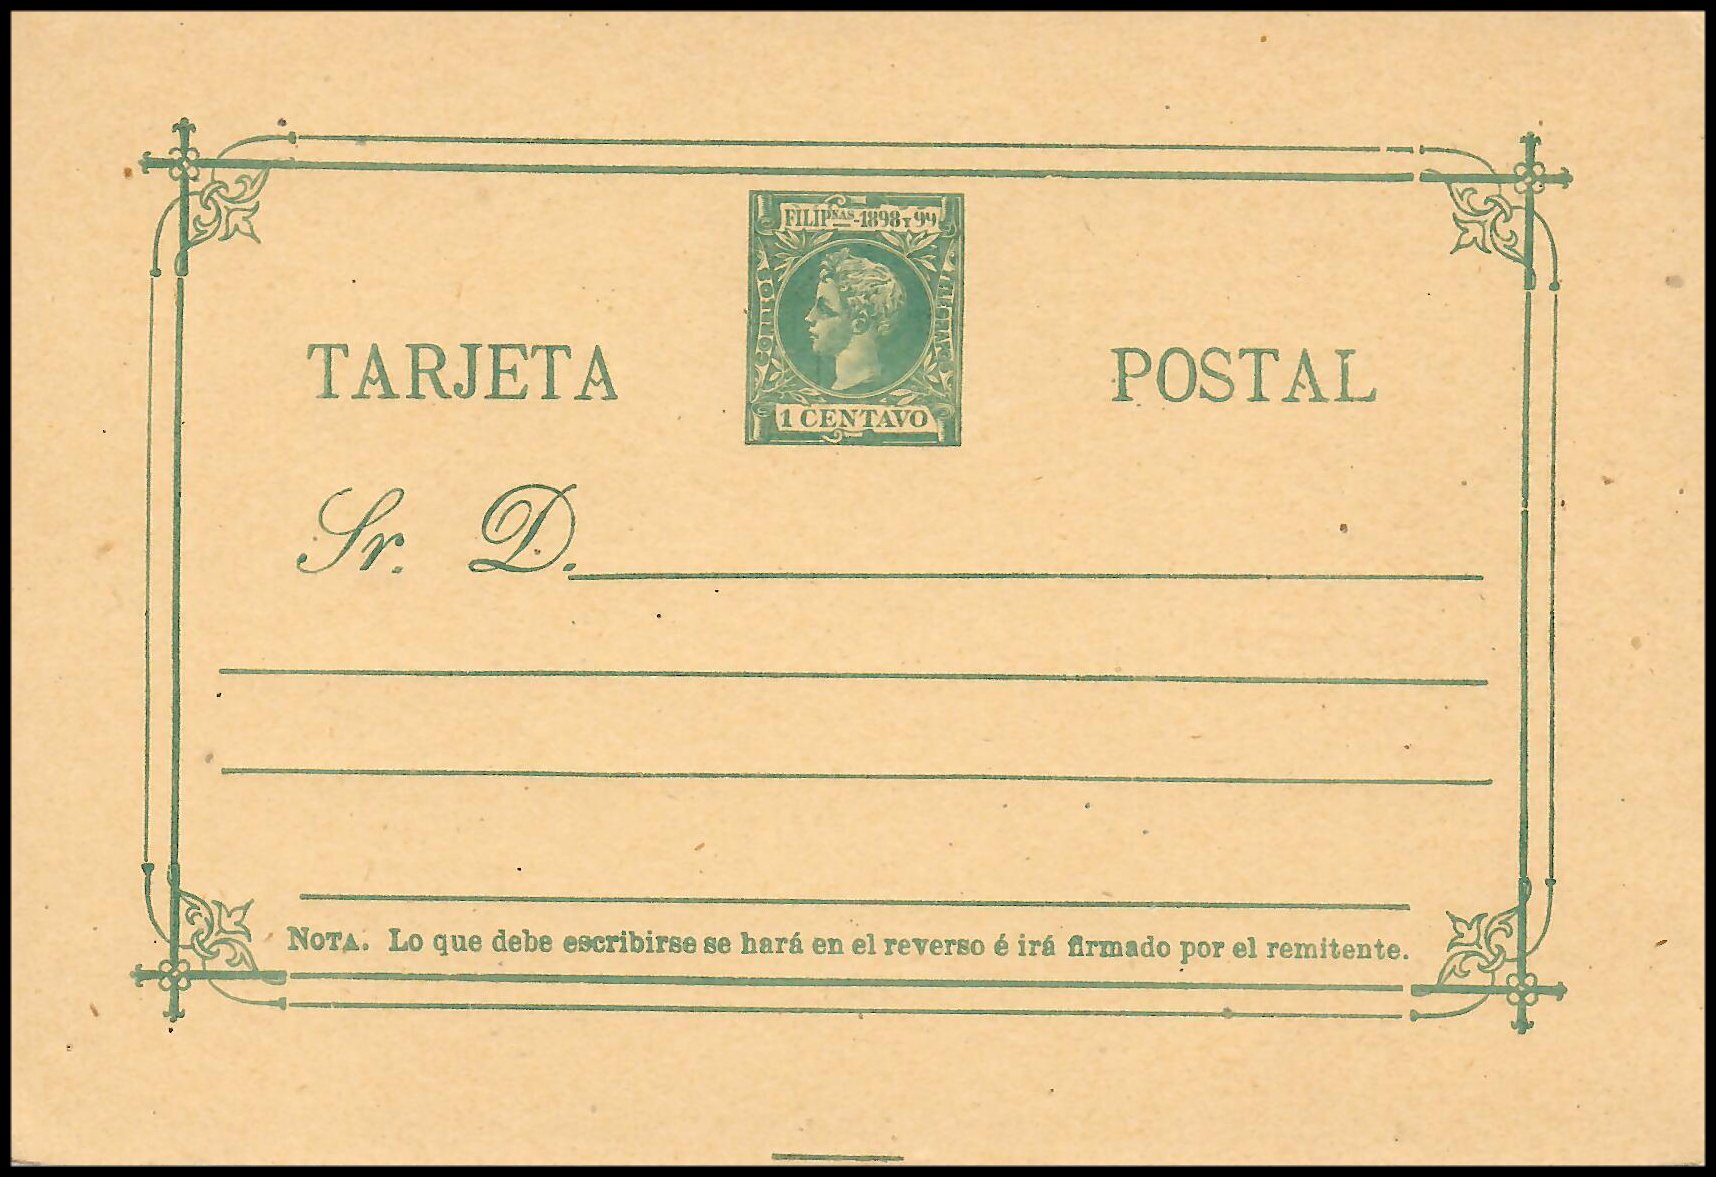 FILIPNAS-1898 Y 99
CORREOS
TELEGRAFO
1 CENTAVO
TARJETA POSTAL
Sr. D.
NOTA. Lo que debe escribirse se hará en el reverso é irá firmado por el remitente.